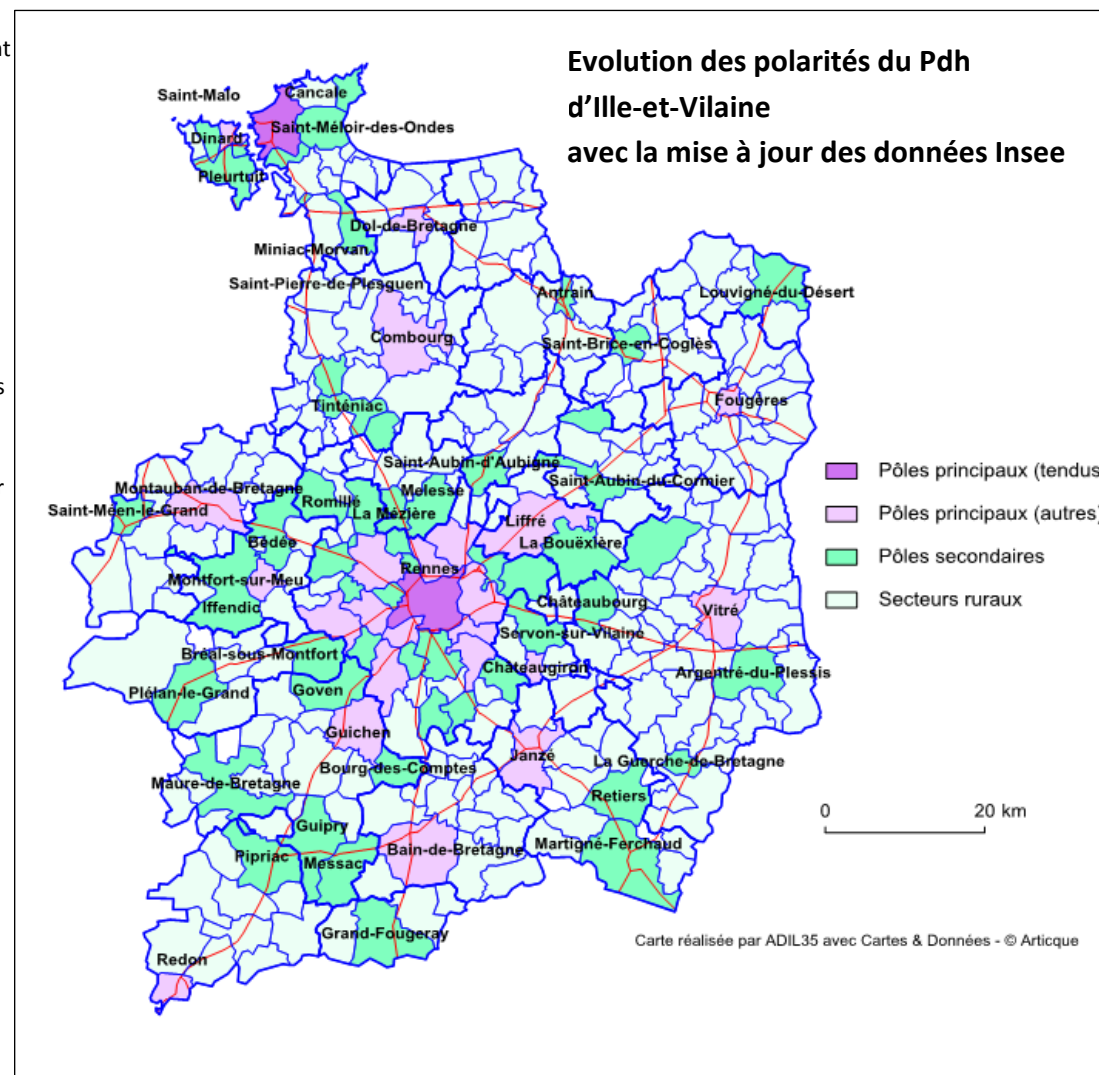 nt
s
r
Evolution des polarités du Pdh
d'Ille-et-Vilaine
avec la mise à jour des données Insee
Saint-Malo
Cancale
Saint-Méloir-des-Ondes
Dinard
Pleurtuit
Dol-de-Bretagne
Miniac-Morvan
Saint-Pierre-de-Plesguen
Antrain
Louvigné-du-Désert
Combourg
Saint-Brice-en-Coglès
Fougères
Tinténiac
Saint-Aubin-d'Aubigné
Saint-Aubin-du-Cormier
Montauban-de-Bretagne
Romillé
Melesse
Saint-Méen-le-Grand
La Mézière
Liffré
La Bouëxière
Bédée
Rennes
Montfort-sur-Meu
Iffendic
Châteaubourg
Vitré
Servon-sur-Vilaine
Bréal-sous-Montfort
Chateaugiron
Argentré-du-Plessis
Plélan-le-Grand
Goven
Guichen
Janzé
La Guerche-de-Bretagne
Bourg-des-Comptes
Maure-de-Bretagne
Retiers
Guipry
Martigné-Ferchaud
Bain-de-Bretagne
Pipriac
Messac
Grand-Fougeray
Redon
Pôles principaux (tendus
Pôles principaux (autres)
Pôles secondaires
Secteurs ruraux
0 20 km
Carte réalisée par ADIL35 avec Cartes & Données - © Articque